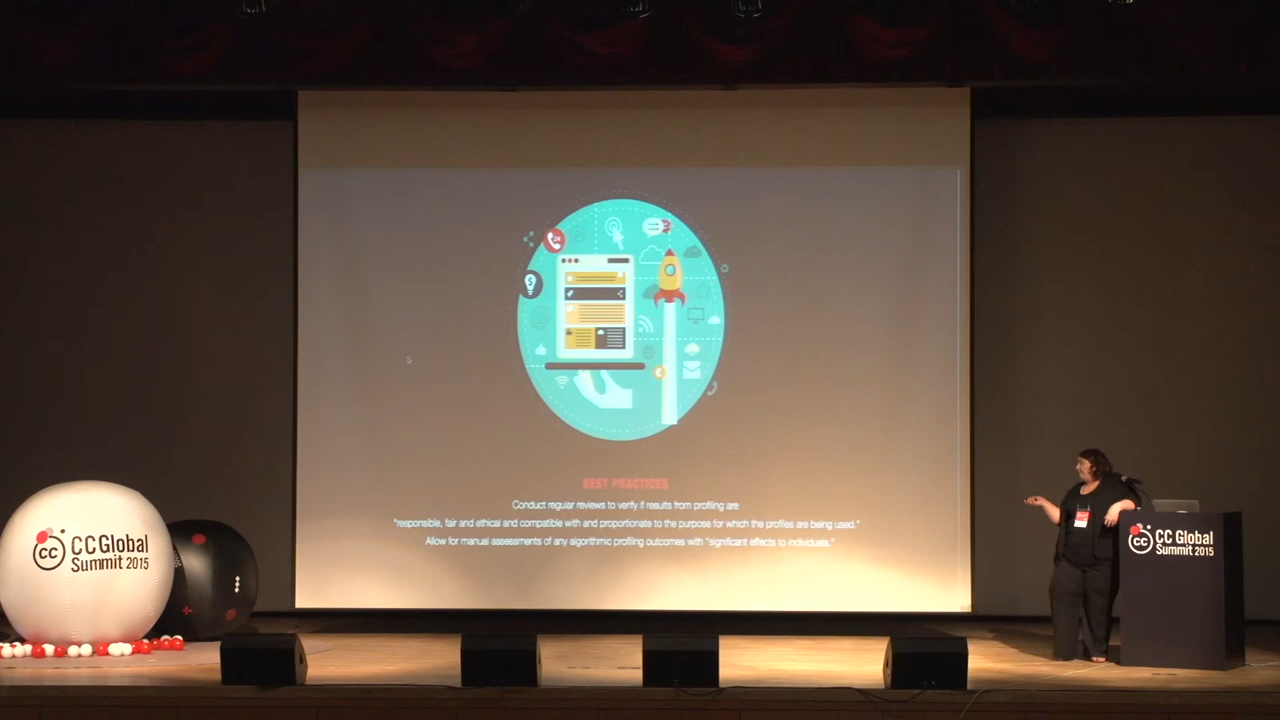 BEST PRACTICES
Conduct regular reviews to verify if results from profiling are
"responsible, fair and ethical and compatible with and proportionate to the purpose for which the profiles are being used."
Allow for manual assessments of any algorithmic profiling outcomes with "significant effects to individuals."
CC
CC Global
Summit 2015
CC
CC Global
Summit 2015